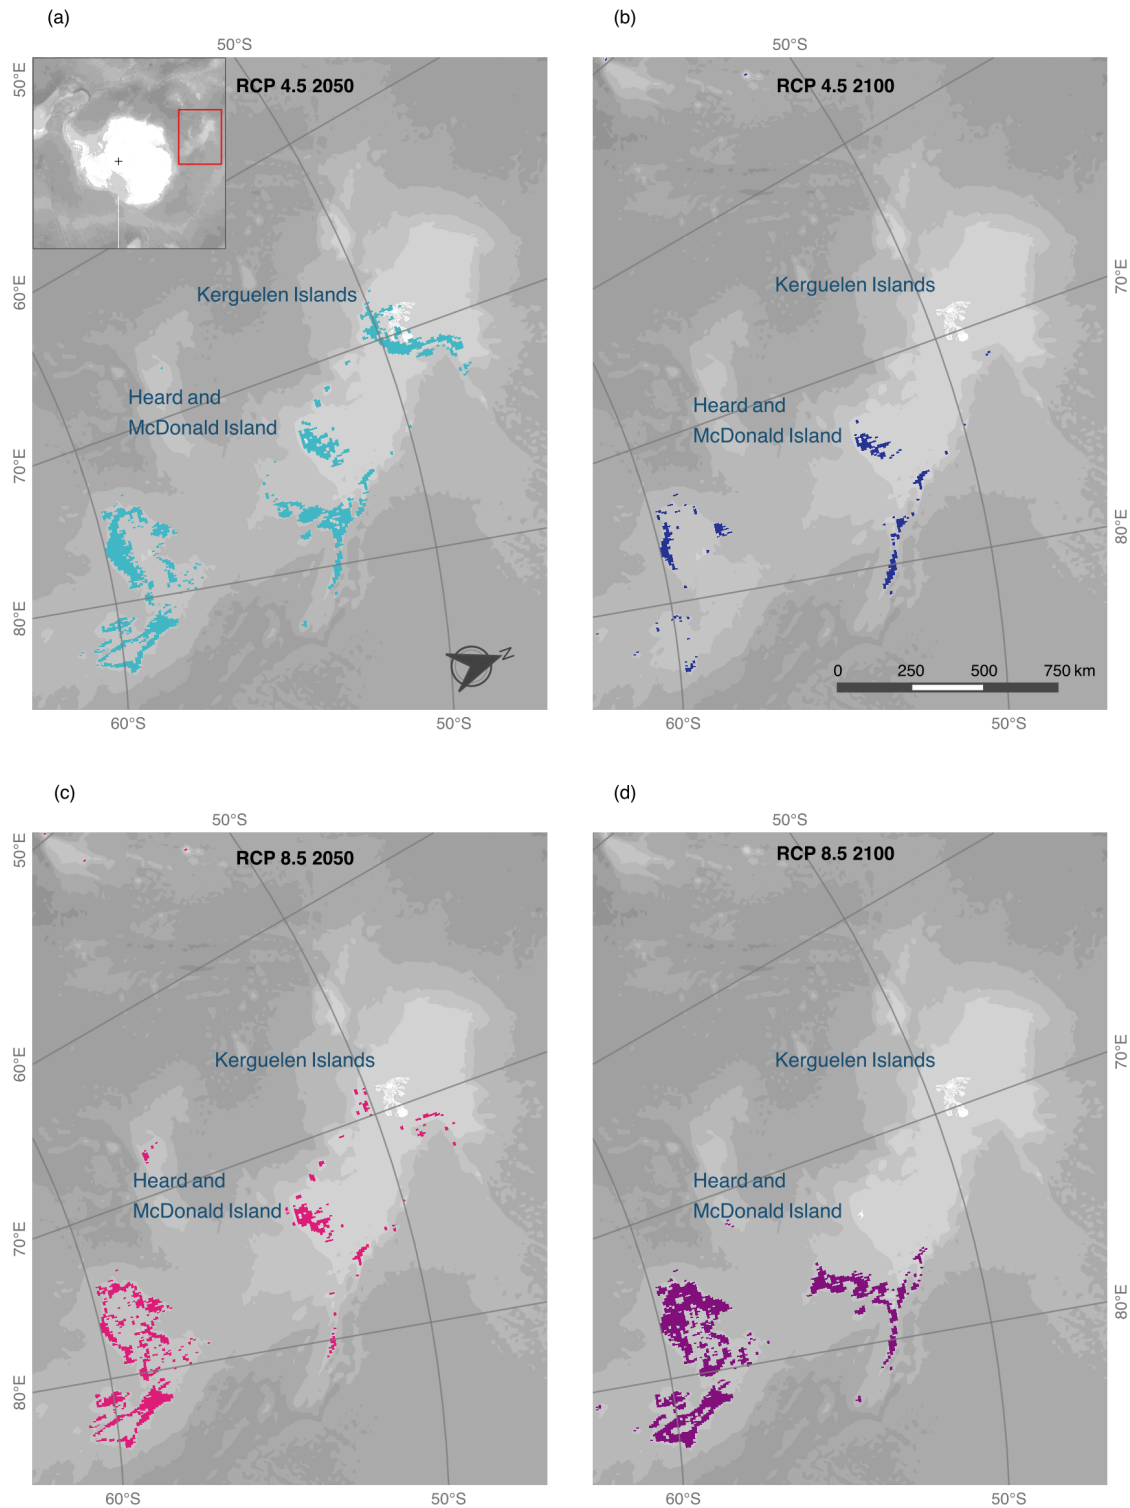 (a)
(b)
50°S
50°S
50°E
RCP 4.5 2050
RCP 4.5 2100
60°E
Kerguelen Islands
Kerguelen Islands
70°E
Heard and
McDonald Island
Heard and
McDonald Island
70°E
80°E
80°E
N
0 250 500 750 km
60°S
50°S
60°S
50°S
(c)
(d)
50°S
50°S
50°E
RCP 8.5 2050
RCP 8.5 2100
60°E
Kerguelen Islands
Kerguelen Islands
70°E
Heard and
McDonald Island
Heard and
McDonald Island
70°E
80°E
80°E
60°S
50°S
60°S
50°S